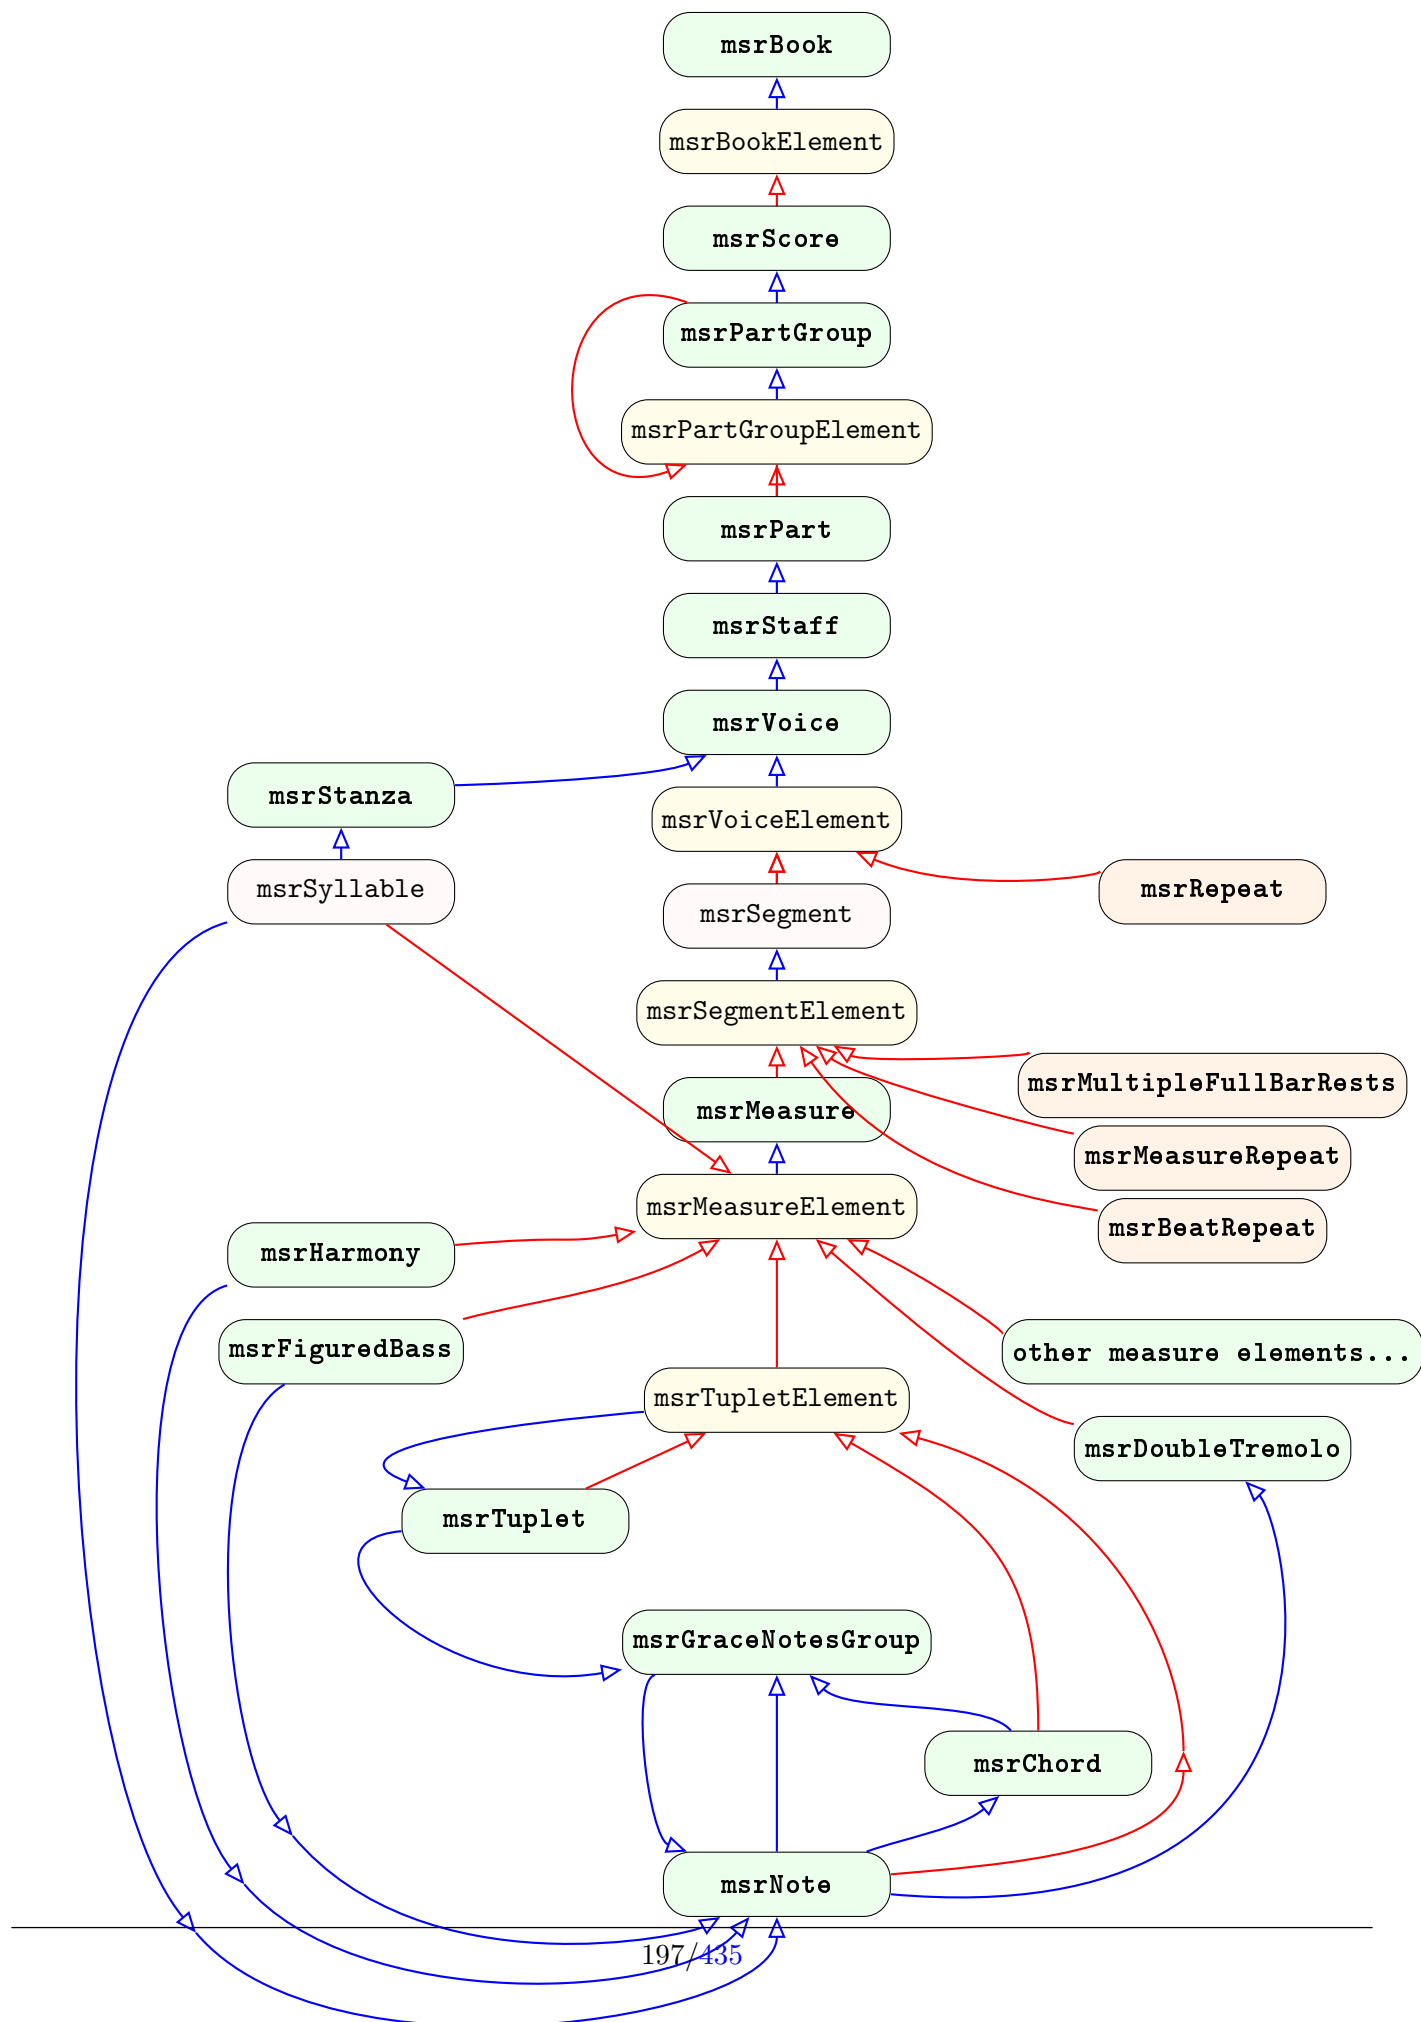 msrBook
msrBookElement
msrScore
msrPartGroup
msrPartGroupElement
msrPart
msrStaff
msrVoice
msrStanza
msrVoiceElement
msrSyllable
msrRepeat
msrSegment
msrSegmentElement
msrMultipleFullBarRests
msrMeasure
msrMeasureRepeat
msrMeasureElement
msrBeatRepeat
msrHarmony
msrFiguredBass
other measure elements...
msrTupletElement
msrDoubleTremolo
msrTuplet
msrGraceNotesGroup
msrChord
msrNote
197/435